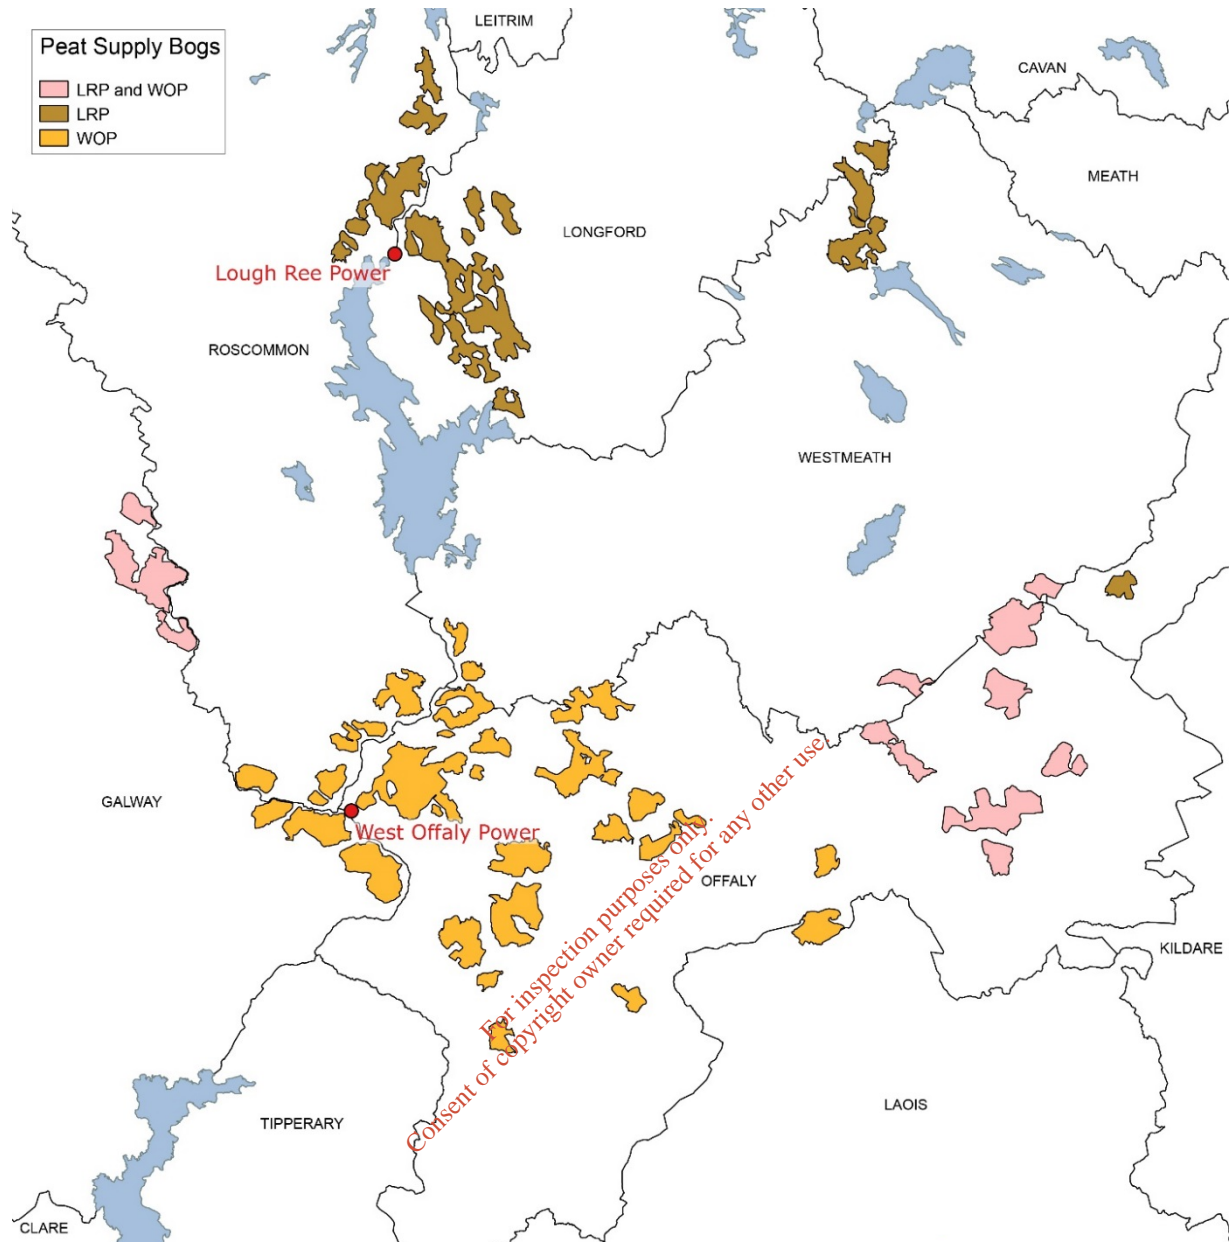 LEITRIM
Peat Supply Bogs
LRP and WOP
LRP
WOP
CAVAN
MEATH
LONGFORD
Lough Ree Power
ROSCOMMON
WESTMEATH
GALWAY
West Offaly Power
OFFALY
For inspection purposes only.
Consent of copyright owner required for any other use.
KILDARE
LAOIS
TIPPERARY
CLARE